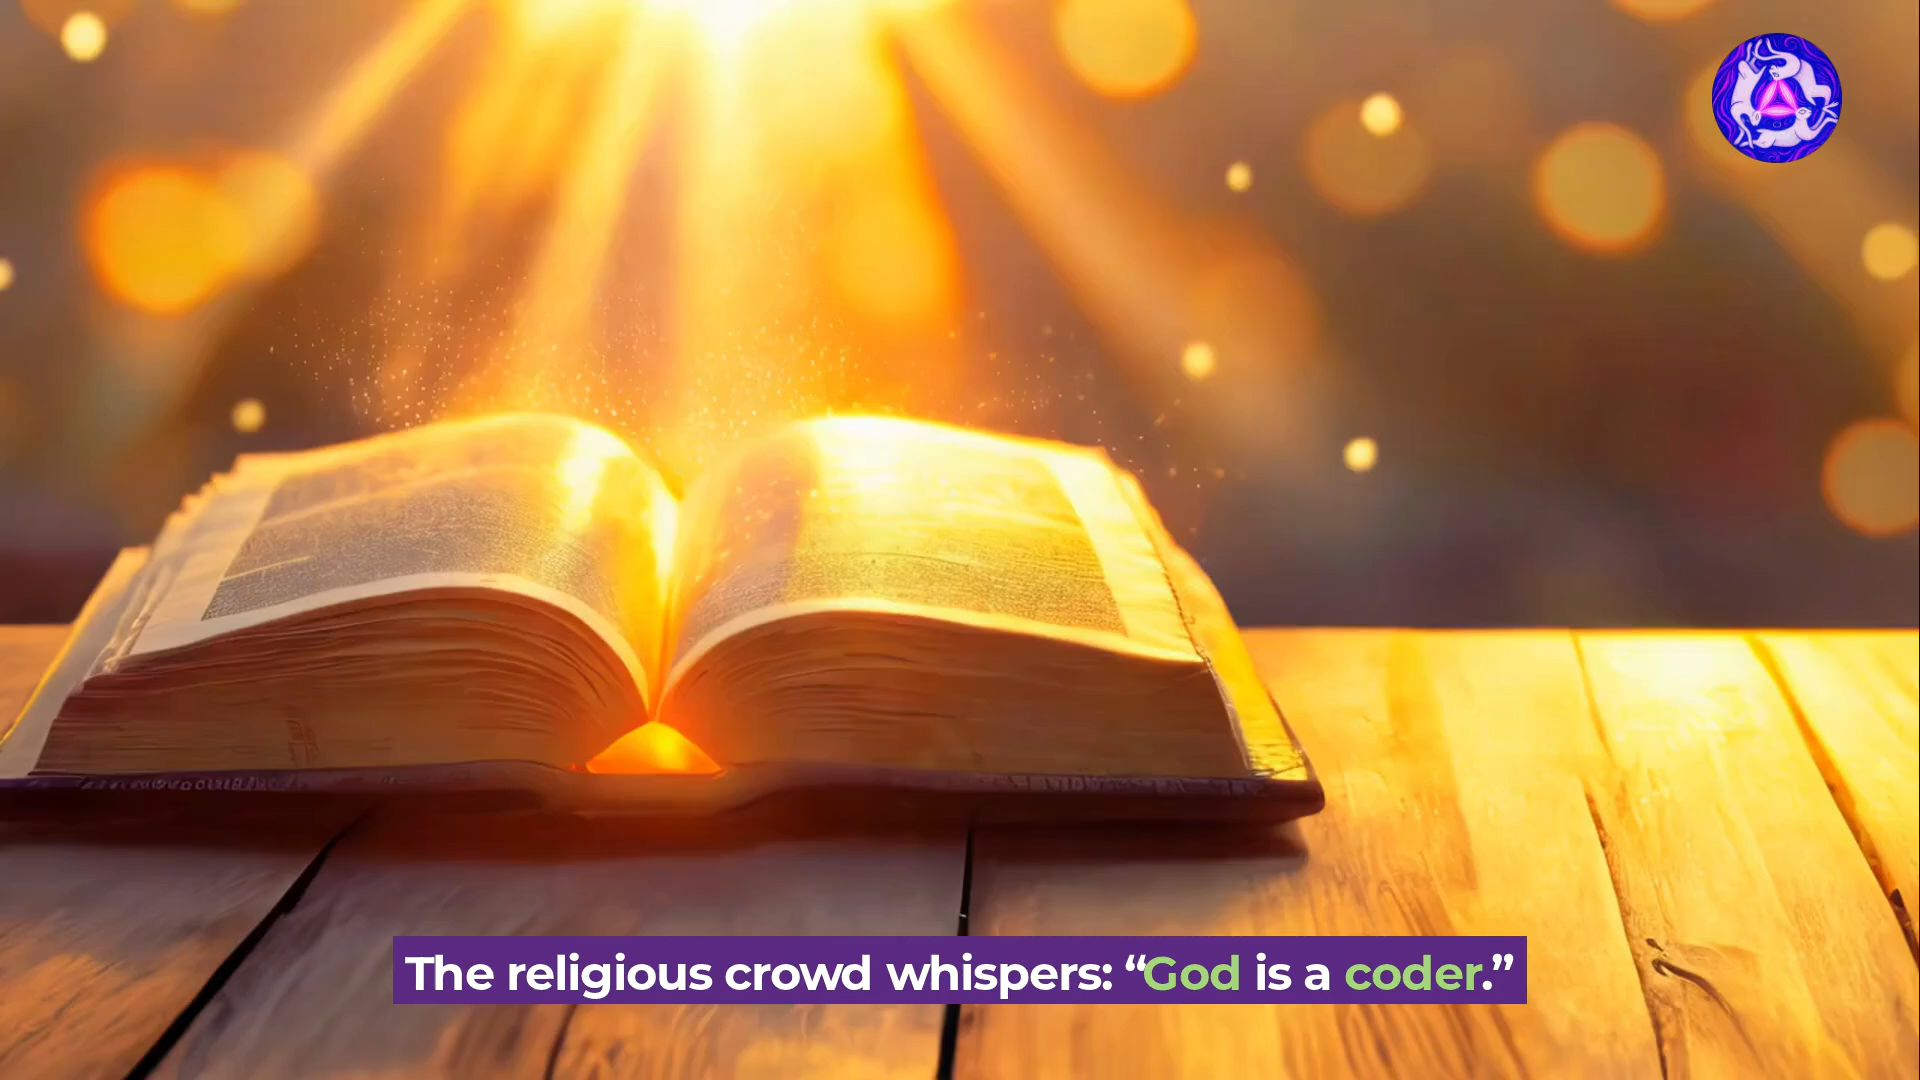 The religious crowd whispers: “God is a coder.”